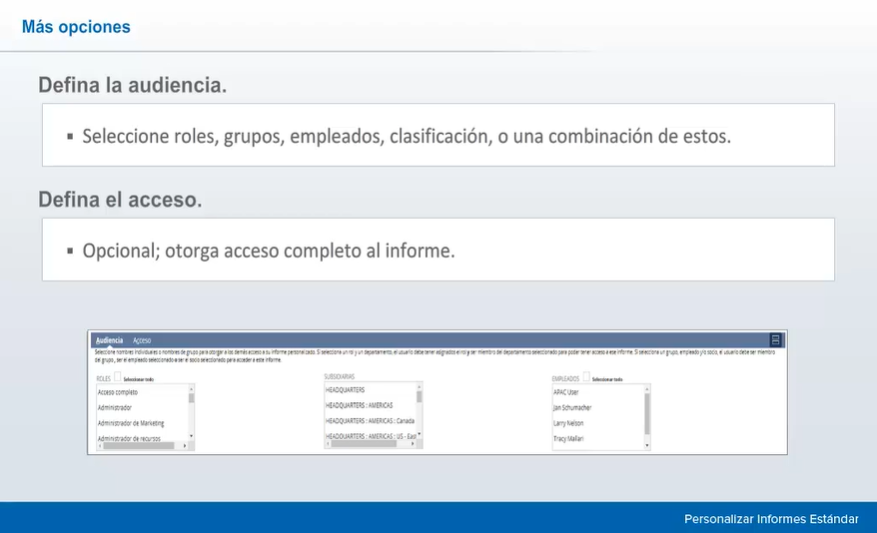 Más opciones
Defina la audiencia.
▪ Seleccione roles, grupos, empleados, clasificación, o una combinación de estos.
Defina el acceso.
▪ Opcional; otorga acceso completo al informe.
Audiencia Acceso
Seleccione nombres individuales o nombres de grupo para otorgar a los demás acceso a su informe personalizado. Si selecciona un rol y un departamento, el usuario debe tener asignado el rol y ser miembro del departamento seleccionado para poder tener acceso a este informe. Si selecciona un grupo, empleado y/o socio, el usuario debe ser miembro
del grupo, ser el empleado seleccionado o ser el socio seleccionado para acceder a este informe.
ROLES Seleccionar todo
Acceso completo
Administrador
Administrador de Marketing
Administrador de recursos
SUBSIDIARIAS
HEADQUARTERS
HEADQUARTERS : AMERICAS
HEADQUARTERS : AMERICAS : Canada
HEADQUARTERS : AMERICAS : US - East
EMPLEADOS Seleccionar todo
APAC User
Jan Schumacher
Larry Nelson
Tracy Mallari
Personalizar Informes Estándar